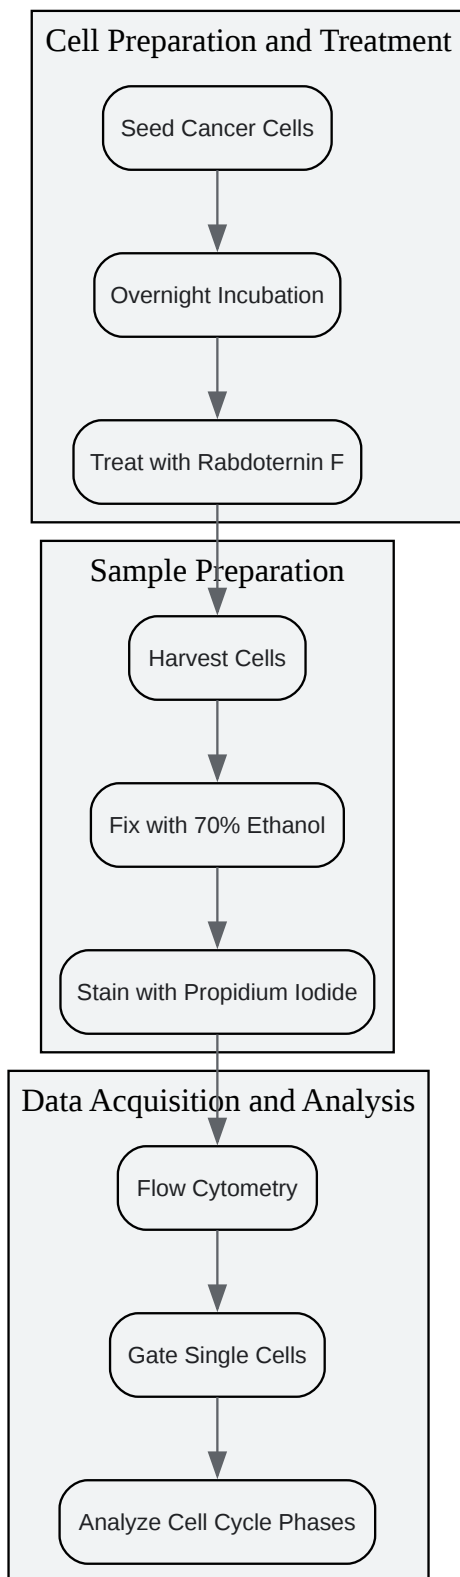 Cell Preparation and Treatment
Seed Cancer Cells
Overnight Incubation
Treat with Rabdoternin F
Sample Preparation
Harvest Cells
Fix with 70% Ethanol
Stain with Propidium Iodide
Data Acquisition and Analysis
Flow Cytometry
Gate Single Cells
Analyze Cell Cycle Phases